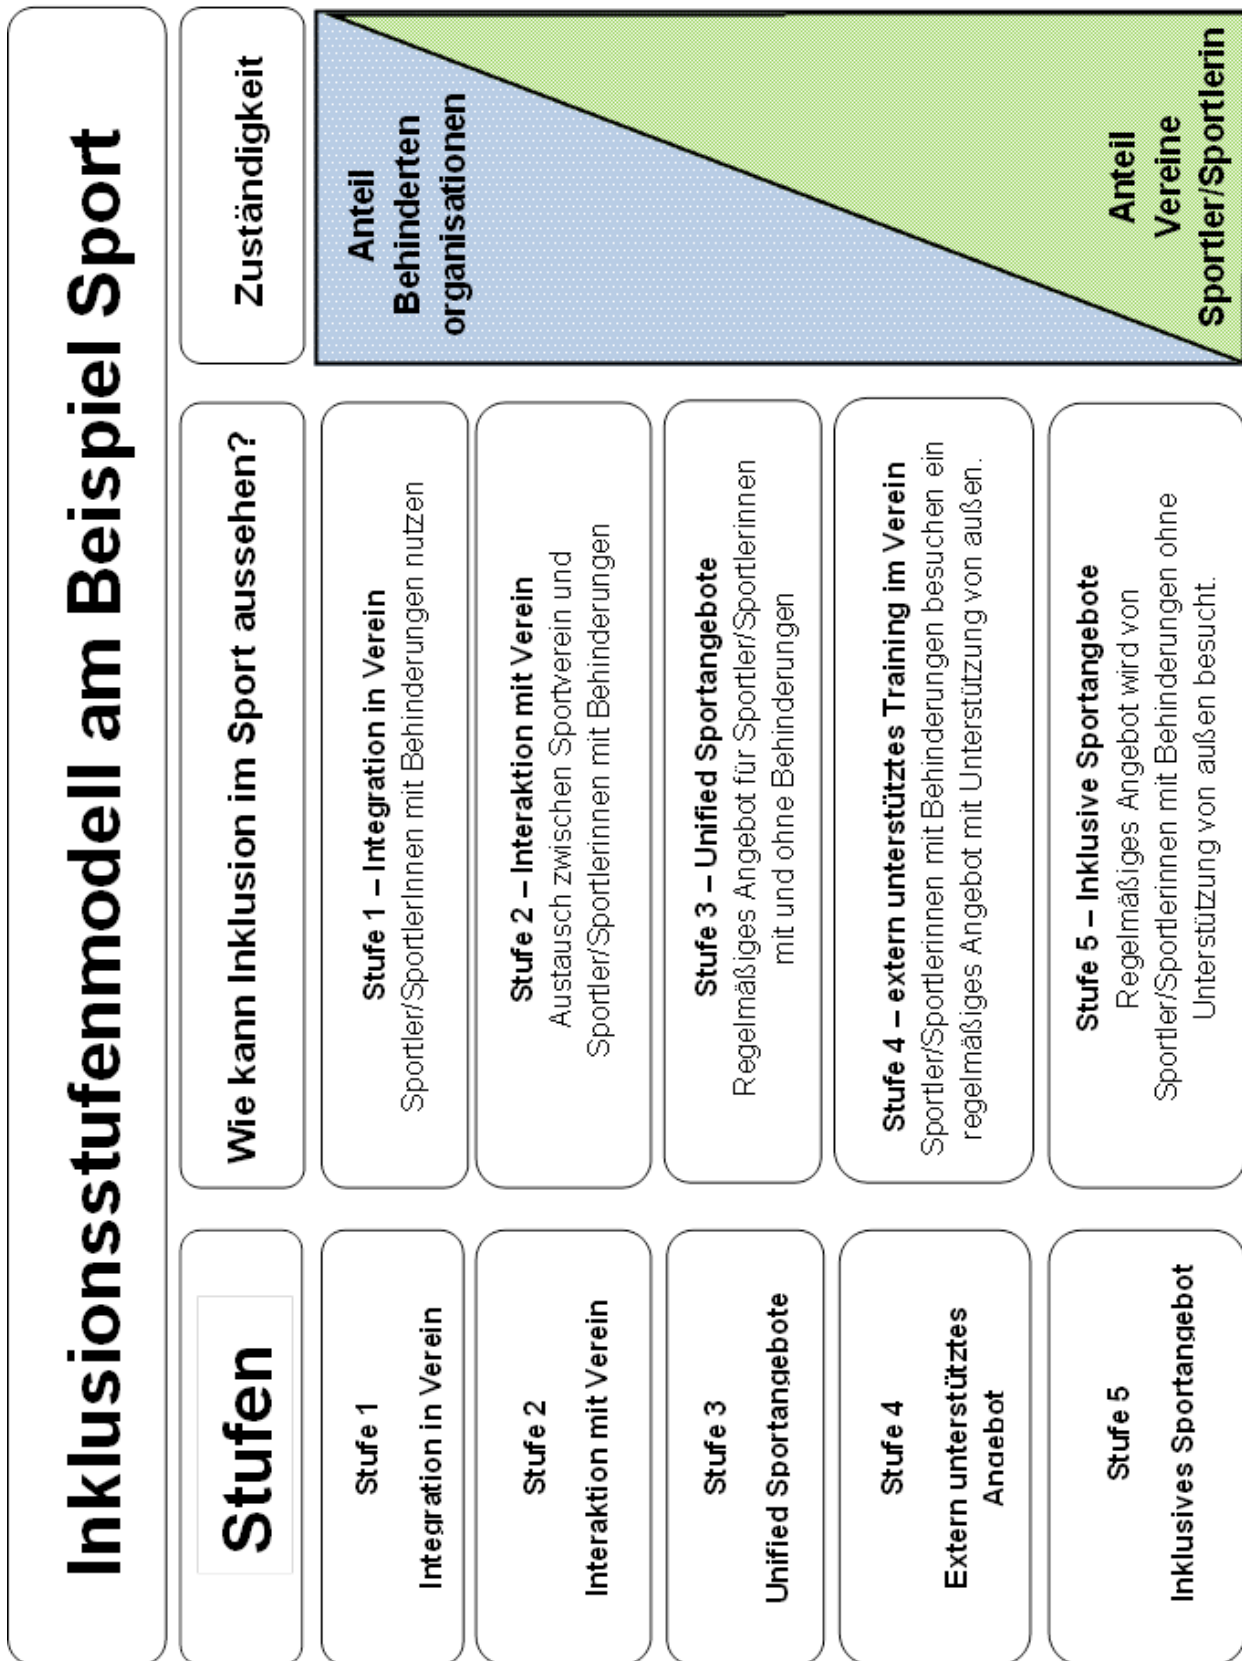 Inklusionsstufenmodell am Beispiel Sport
Stufen
Wie kann Inklusion im Sport aussehen?
Zuständigkeit
Stufe 1
Integration in Verein
Stufe 1 – Integration in Verein
Sportler/SportlerInnen mit Behinderungen nutzen
Anteil
Behinderten
organisationen
Stufe 2
Interaktion mit Verein
Stufe 2 – Interaktion mit Verein
Austausch zwischen Sportverein und
Sportler/Sportlerinnen mit Behinderungen
Stufe 3
Unified Sportangebote
Stufe 3 – Unified Sportangebote
Regelmäßiges Angebot für Sportler/Sportlerinnen
mit und ohne Behinderungen
Stufe 4
Extern unterstütztes
Angebot
Stufe 4 – extern unterstütztes Training im Verein
Sportler/Sportlerinnen mit Behinderungen besuchen ein
regelmäßiges Angebot mit Unterstützung von außen.
Stufe 5
Inklusives Sportangebot
Stufe 5 – Inklusive Sportangebote
Regelmäßiges Angebot wird von
Sportler/Sportlerinnen mit Behinderungen ohne
Unterstützung von außen besucht.
Anteil
Vereine
Sportler/Sportlerin